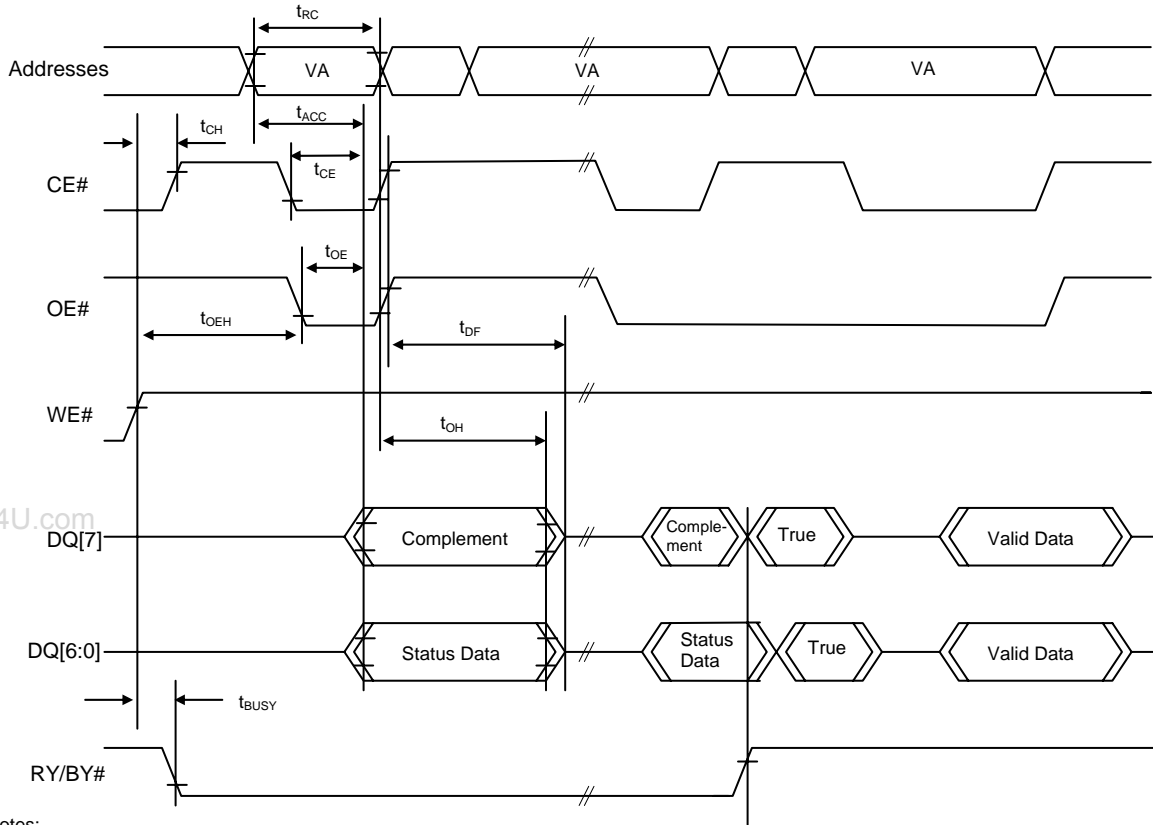 tRC
Addresses VA VA VA
tACC
tCH
tCE
CE#
tOE
OE#
tOEH
tDF
WE#
tOH
4U.com
DQ[7] Complement Comple-
ment True Valid Data
DQ[6:0] Status Data Status
Data True Valid Data
tBUSY
RY/BY#
otes: